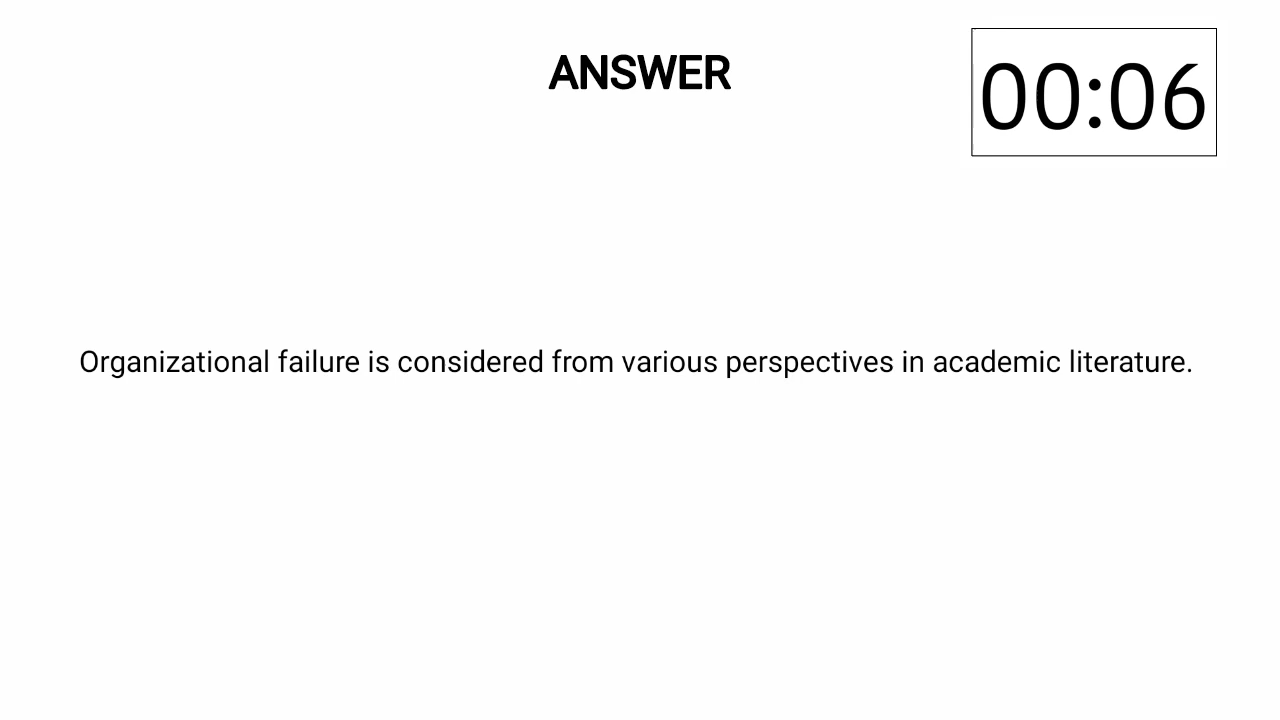 ANSWER
00:06
Organizational failure is considered from various perspectives in academic literature.